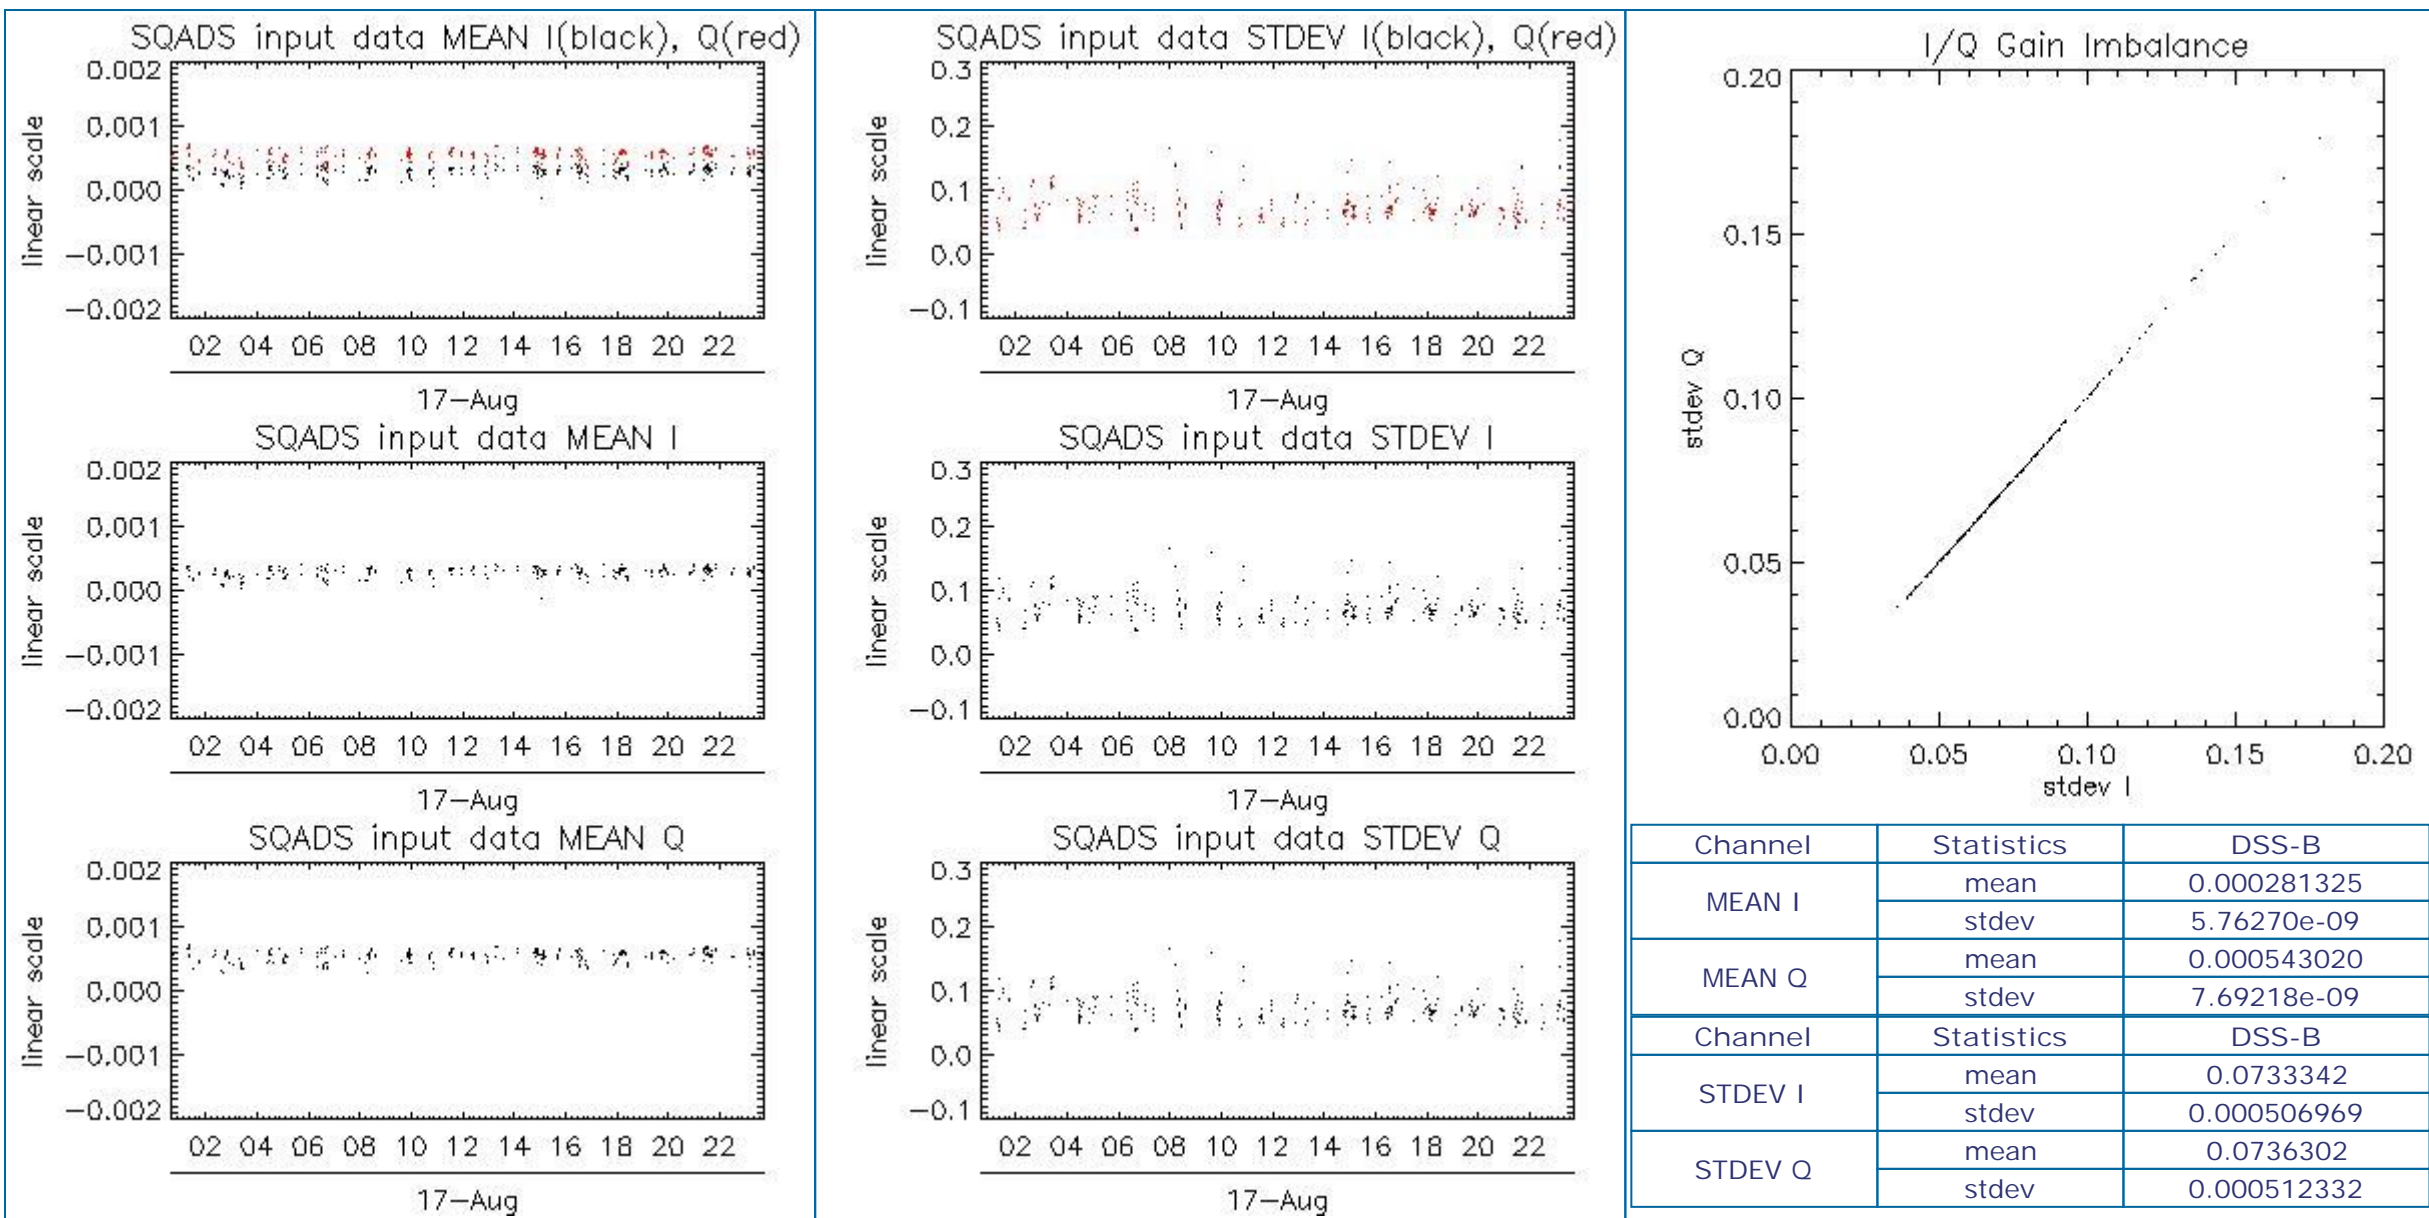 SQADS input data MEAN I(black), Q(red)
linear scale
0.002
0.001
0.000
−0.001
−0.002
02 04 06 08 10 12 14 16 18 20 22
17−Aug
SQADS input data MEAN I
linear scale
0.002
0.001
0.000
−0.001
−0.002
02 04 06 08 10 12 14 16 18 20 22
17−Aug
SQADS input data MEAN Q
linear scale
0.002
0.001
0.000
−0.001
−0.002
02 04 06 08 10 12 14 16 18 20 22
17−Aug
SQADS input data STDEV I(black), Q(red)
linear scale
0.3
0.2
0.1
0.0
−0.1
02 04 06 08 10 12 14 16 18 20 22
17−Aug
SQADS input data STDEV I
linear scale
0.3
0.2
0.1
0.0
−0.1
02 04 06 08 10 12 14 16 18 20 22
17−Aug
SQADS input data STDEV Q
linear scale
0.3
0.2
0.1
0.0
−0.1
02 04 06 08 10 12 14 16 18 20 22
17−Aug
I/Q Gain Imbalance
stdev Q
0.20
0.15
0.10
0.05
0.00
0.00 0.05 0.10 0.15 0.20
stdev I
Channel Statistics DSS-B
MEAN I mean 0.000281325
stdev 5.76270e-09
MEAN Q mean 0.000543020
stdev 7.69218e-09
Channel Statistics DSS-B
STDEV I mean 0.0733342
stdev 0.000506969
STDEV Q mean 0.0736302
stdev 0.000512332